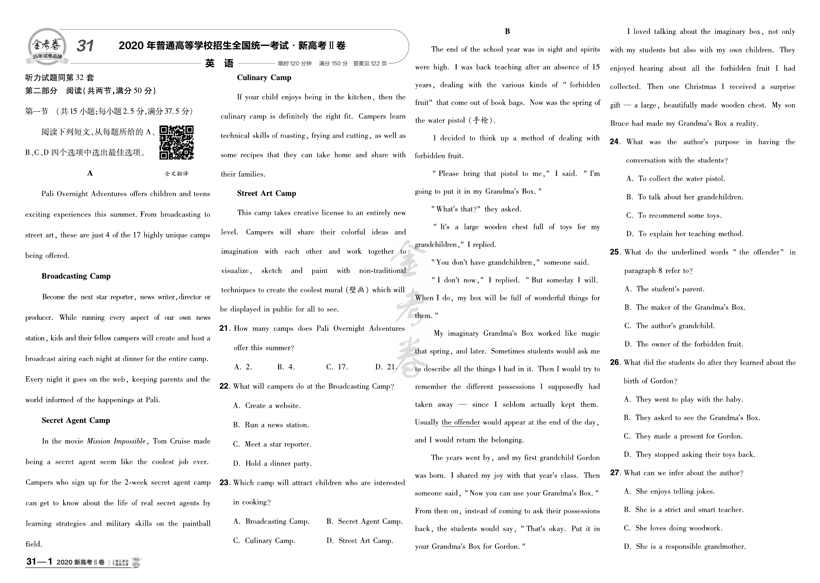 金考卷
31
2020 年普通高等学校招生全国统一考试·新高考Ⅱ卷
英 语
限时 120 分钟 满分 150 分 答案见 122 页
听力试题同第 32 套
第二部分 阅读(共两节,满分 50 分)
第一节 (共 15 小题;每小题 2.5 分,满分 37.5 分)
阅读下列短文,从每题所给的 A、
B、C、D 四个选项中选出最佳选项。
全文翻译
A
Pali Overnight Adventures offers children and teens
exciting experiences this summer. From broadcasting to
street art, these are just 4 of the 17 highly unique camps
being offered.
Broadcasting Camp
Become the next star reporter, news writer,director or
producer. While running every aspect of our own news
station, kids and their fellow campers will create and host a
broadcast airing each night at dinner for the entire camp.
Every night it goes on the web, keeping parents and the
world informed of the happenings at Pali.
Secret Agent Camp
In the movie Mission Impossible, Tom Cruise made
being a secret agent seem like the coolest job ever.
Campers who sign up for the 2-week secret agent camp
can get to know about the life of real secret agents by
learning strategies and military skills on the paintball
field.
Culinary Camp
If your child enjoys being in the kitchen, then the
culinary camp is definitely the right fit. Campers learn
technical skills of roasting, frying and cutting, as well as
some recipes that they can take home and share with
their families.
Street Art Camp
This camp takes creative license to an entirely new
level. Campers will share their colorful ideas and
imagination with each other and work together to
visualize, sketch and paint with non-traditional
techniques to create the coolest mural (壁画) which will
be displayed in public for all to see.
21. How many camps does Pali Overnight Adventures
offer this summer?
A. 2. B. 4. C. 17. D. 21.
22. What will campers do at the Broadcasting Camp?
A. Create a website.
B. Run a news station.
C. Meet a star reporter.
D. Hold a dinner party.
23. Which camp will attract children who are interested
in cooking?
A. Broadcasting Camp. B. Secret Agent Camp.
C. Culinary Camp. D. Street Art Camp.
B
The end of the school year was in sight and spirits
were high. I was back teaching after an absence of 15
years, dealing with the various kinds of "forbidden
fruit" that come out of book bags. Now was the spring of
the water pistol (手枪).
I decided to think up a method of dealing with
forbidden fruit.
"Please bring that pistol to me," I said. "I'm
going to put it in my Grandma's Box."
"What's that?" they asked.
"It's a large wooden chest full of toys for my
grandchildren," I replied.
"You don't have grandchildren," someone said.
"I don't now," I replied. "But someday I will.
When I do, my box will be full of wonderful things for
them."
My imaginary Grandma's Box worked like magic
that spring, and later. Sometimes students would ask me
to describe all the things I had in it. Then I would try to
remember the different possessions I supposedly had
taken away — since I seldom actually kept them.
Usually the offender would appear at the end of the day,
and I would return the belonging.
The years went by, and my first grandchild Gordon
was born. I shared my joy with that year's class. Then
someone said, "Now you can use your Grandma's Box."
From then on, instead of coming to ask their possessions
back, the students would say, "That's okay. Put it in
your Grandma's Box for Gordon."
I loved talking about the imaginary box, not only
with my students but also with my own children. They
enjoyed hearing about all the forbidden fruit I had
collected. Then one Christmas I received a surprise
gift — a large, beautifully made wooden chest. My son
Bruce had made my Grandma's Box a reality.
24. What was the author's purpose in having the
conversation with the students?
A. To collect the water pistol.
B. To talk about her grandchildren.
C. To recommend some toys.
D. To explain her teaching method.
25. What do the underlined words "the offender" in
paragraph 8 refer to?
A. The student's parent.
B. The maker of the Grandma's Box.
C. The author's grandchild.
D. The owner of the forbidden fruit.
26. What did the students do after they learned about the
birth of Gordon?
A. They went to play with the baby.
B. They asked to see the Grandma's Box.
C. They made a present for Gordon.
D. They stopped asking their toys back.
27. What can we infer about the author?
A. She enjoys telling jokes.
B. She is a strict and smart teacher.
C. She loves doing woodwork.
D. She is a responsible grandmother.
金考卷
31—1 2020 新高考Ⅱ卷